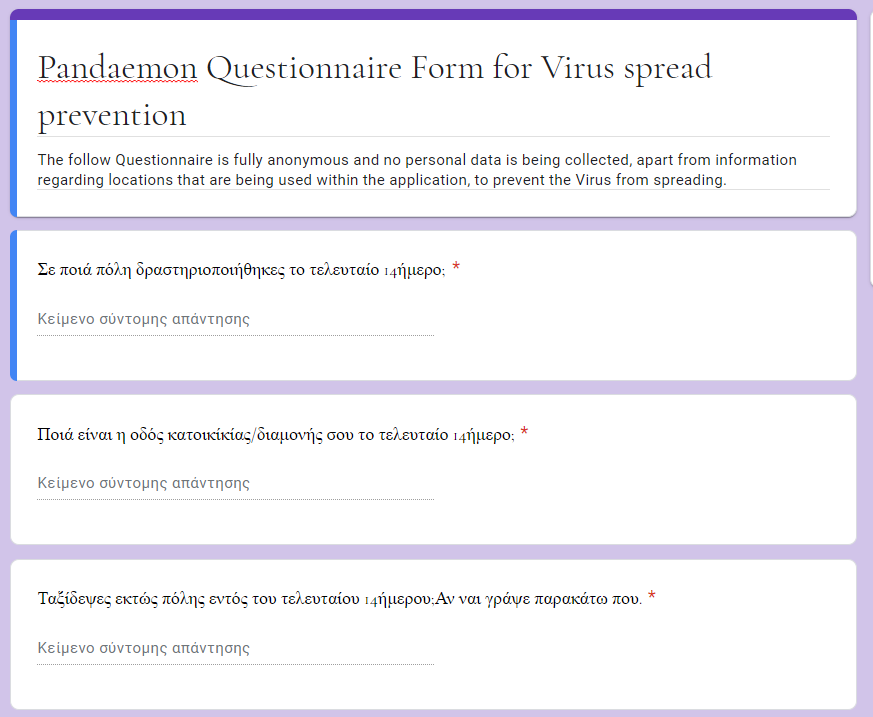 Pandaemon Questionnaire Form for Virus spread
prevention
The follow Questionnaire is fully anonymous and no personal data is being collected, apart from information
regarding locations that are being used within the application, to prevent the Virus from spreading.
Σε ποιά πόλη δραστηριοποιήθηκες το τελευταίο 14ήμερο; *
Κείμενο σύντομης απάντησης
Ποιά είναι η οδός κατοικίκίας/διαμονής σου το τελευταίο 14ήμερο; *
Κείμενο σύντομης απάντησης
Ταξίδεψες εκτώς πόλης εντός του τελευταίου 14ήμερου;Αν ναι γράψε παρακάτω που. *
Κείμενο σύντομης απάντησης